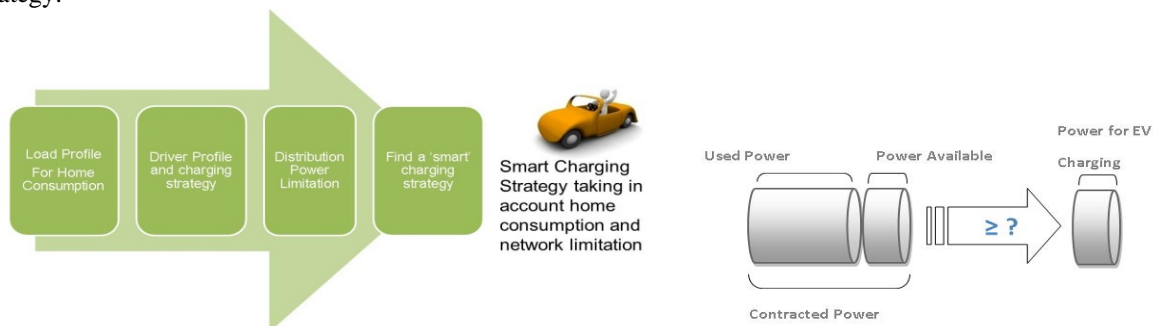 ategy.
Load Profile
For Home
Consumption
Driver Profile
and charging
strategy
Distribution
Power
Limitation
Find a 'smart'
charging
strategy
Smart Charging
Strategy taking in
account home
consumption and
network limitation
Used Power
Power Available
Power for EV
Charging
≥ ?
Contracted Power